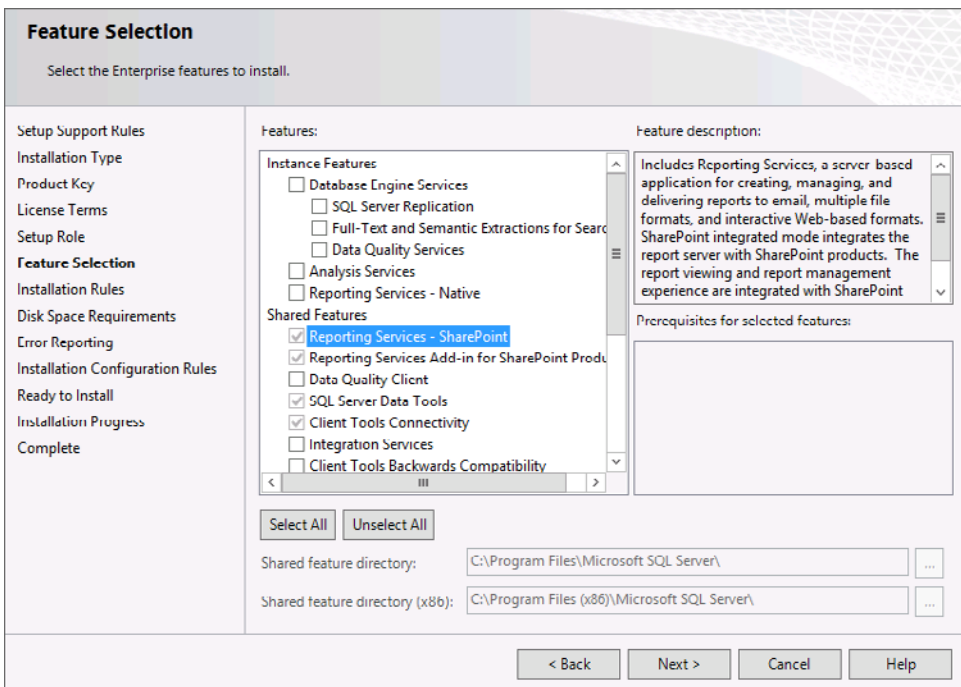 Feature Selection
Select the Enterprise features to install.
Setup Support Rules
Installation Type
Product Key
License Terms
Setup Role
Feature Selection
Installation Rules
Disk Space Requirements
Error Reporting
Installation Configuration Rules
Ready to Install
Installation Progress
Complete
Features:
Instance Features
Database Engine Services
SQL Server Replication
Full-Text and Semantic Extractions for Searc
Data Quality Services
Analysis Services
Reporting Services - Native
Shared Features
Reporting Services - SharePoint
Reporting Services Add-in for SharePoint Produ
Data Quality Client
SQL Server Data Tools
Client Tools Connectivity
Integration Services
Client Tools Backwards Compatibility
Feature description:
Includes Reporting Services, a server-based
application for creating, managing, and
delivering reports to email, multiple file
formats, and interactive Web-based formats.
SharePoint integrated mode integrates the
report server with SharePoint products. The
report viewing and report management
experience are integrated with SharePoint
Prerequisites for selected features:
Select All
Unselect All
Shared feature directory:
C:\Program Files\Microsoft SQL Server\
...
Shared feature directory (x86):
C:\Program Files (x86)\Microsoft SQL Server\
...
< Back
Next >
Cancel
Help